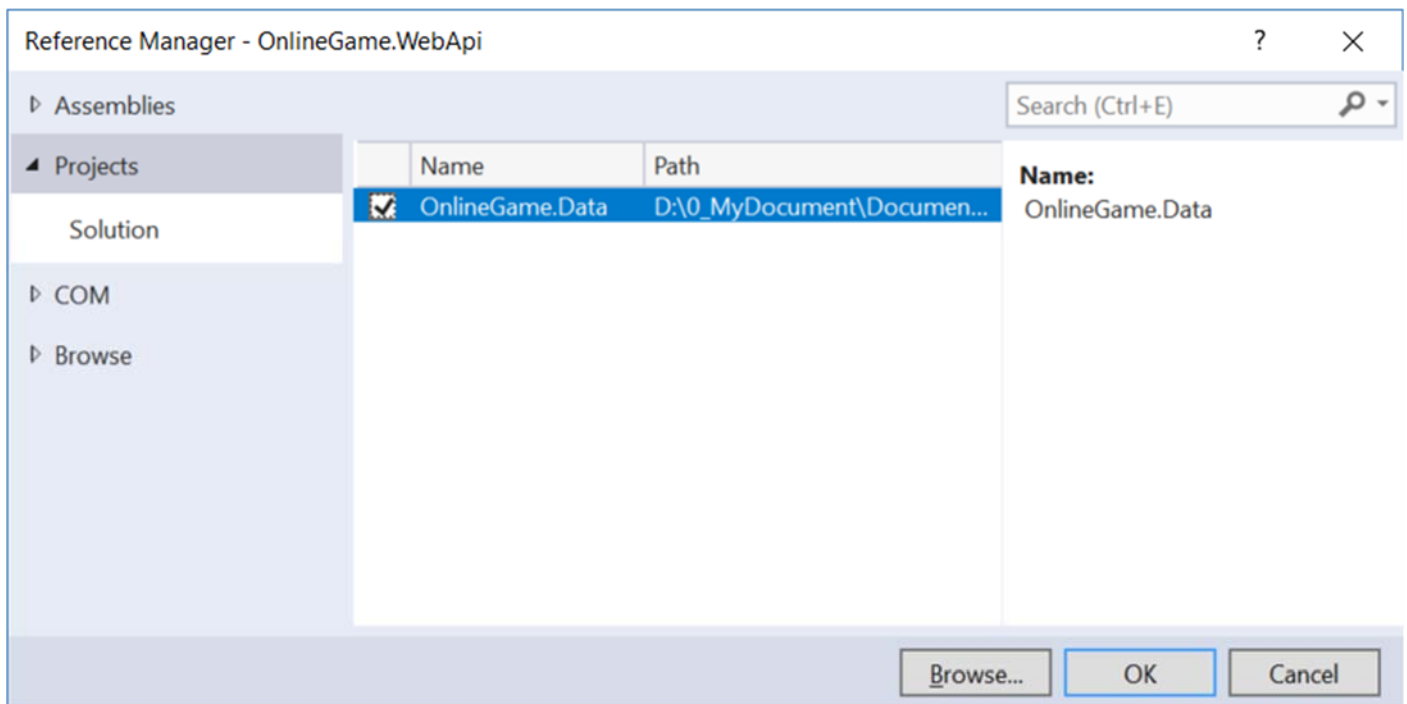 Reference Manager - OnlineGame.WebApi ?
Assemblies
Search (Ctrl+E)
Projects
Solution
COM
Browse
Name Path
OnlineGame.Data D:\0_MyDocument\Documen...
Name:
OnlineGame.Data
Browse... OK Cancel